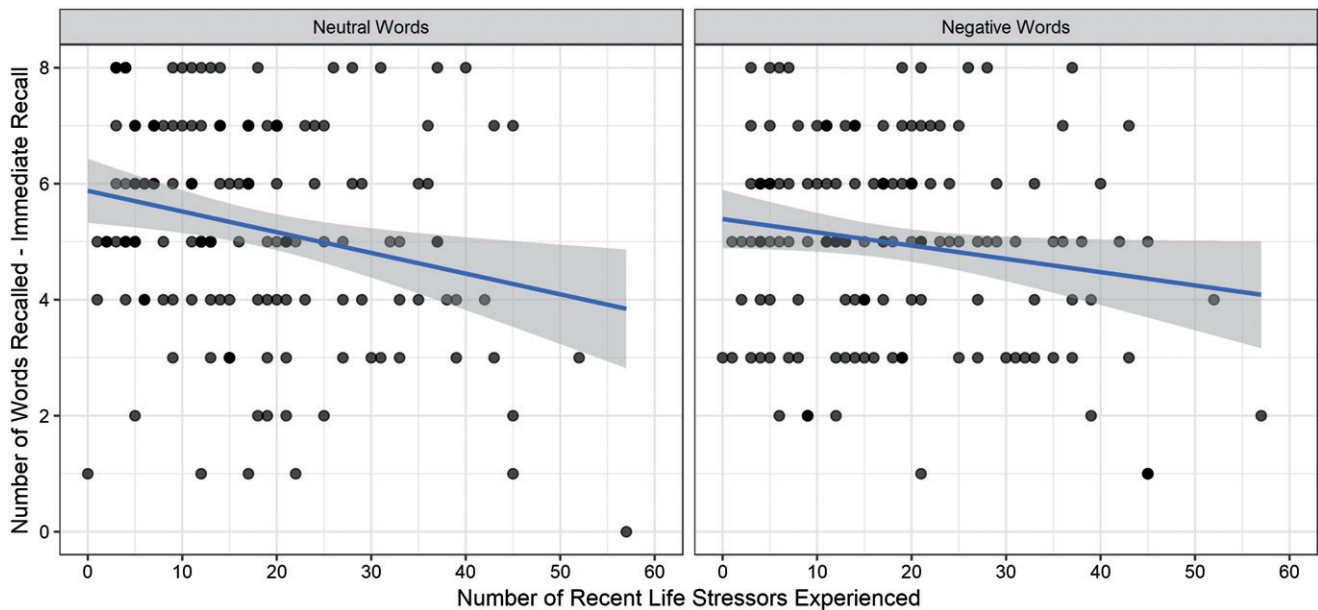 Neutral Words
Negative Words
Number of Words Recalled - Immediate Recall
8
6
4
2
0
0 10 20 30 40 50 60
0 10 20 30 40 50 60
Number of Recent Life Stressors Experienced